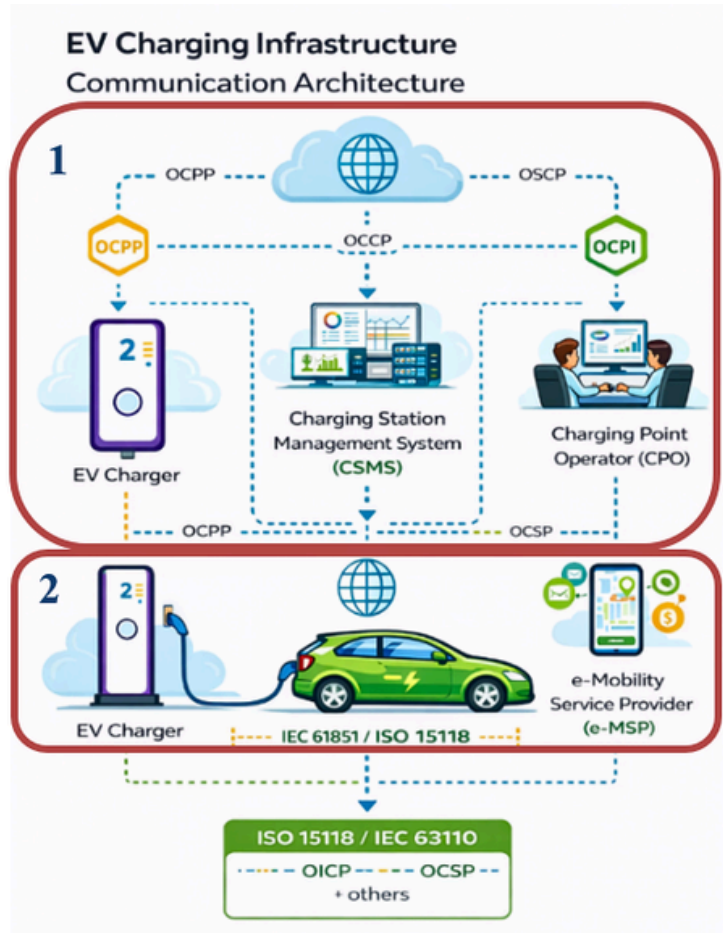 EV Charging Infrastructure
Communication Architecture
1
OCPP
OSCP
OCPP
OCCP
OCPI
2
EV Charger
Charging Station
Management System
(CSMS)
Charging Point
Operator (CPO)
OCPP
OCSP
2
2
EV Charger
IEC 61851 / ISO 15118
e-Mobility
Service Provider
(e-MSP)
$
ISO 15118 / IEC 63110
OICP
OCSP
+ others